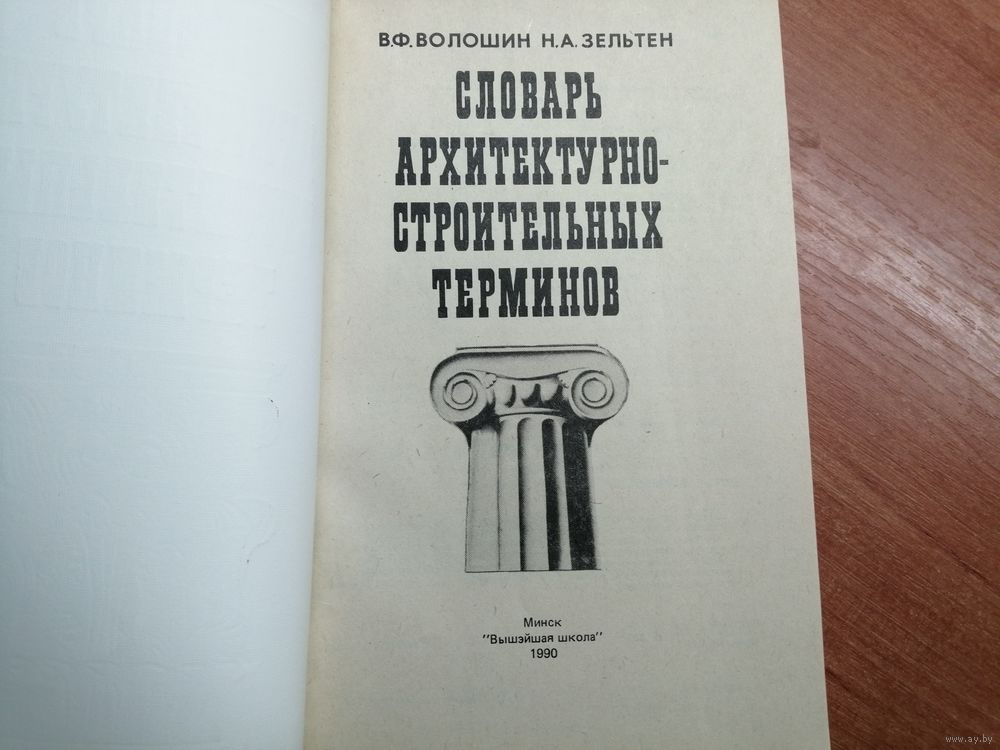 В.Ф.ВОЛОШИН Н.А.ЗЕЛЬТЕН
СЛОВАРЬ
АРХИТЕКТУРНО-
СТРОИТЕЛЬНЫХ
ТЕРМИНОВ
Минск
"Вышэйшая школа"
1990
www.ay.by